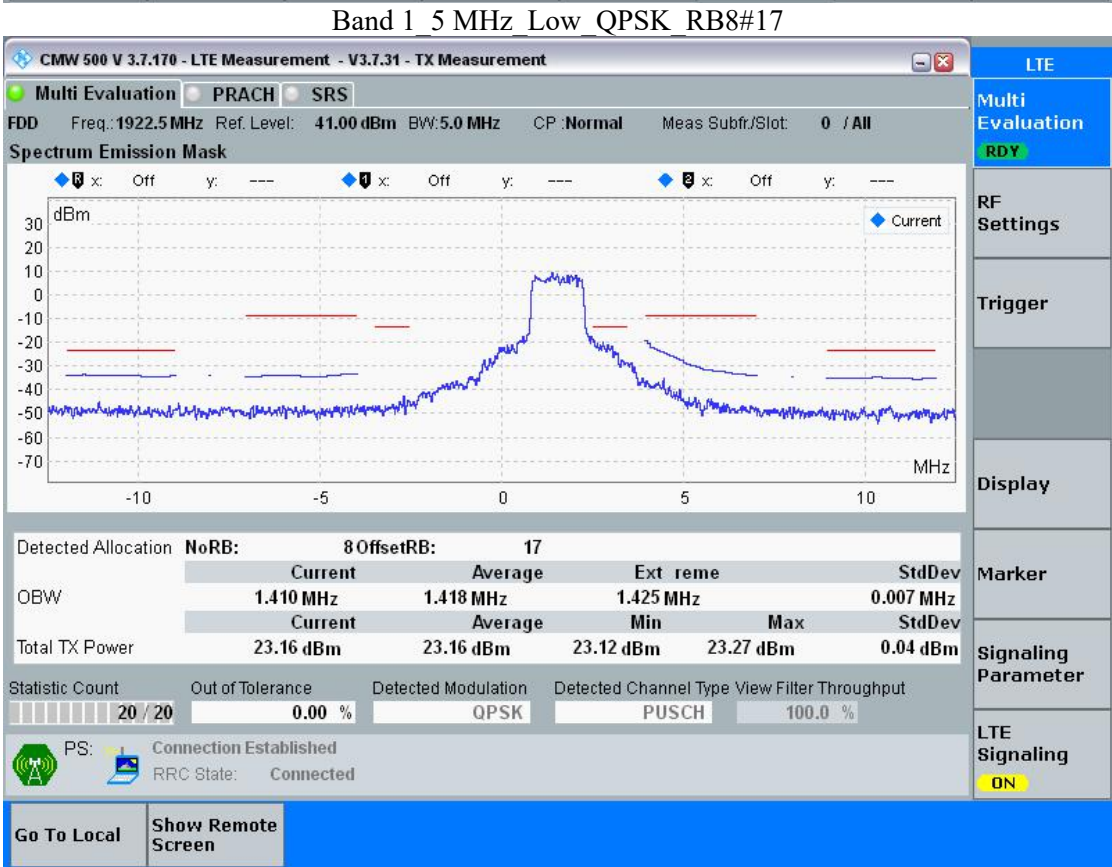 Band 1_5 MHz_Low_QPSK_RB8#17
CMW 500 V 3.7.170 - LTE Measurement - V3.7.31 - TX Measurement
LTE
Multi Evaluation PRACH SRS
Multi Evaluation
RDY
FDD Freq.: 1922.5 MHz Ref. Level: 41.00 dBm BW: 5.0 MHz CP : Normal Meas Subfr./Slot: 0 / All
Spectrum Emission Mask
R x: Off y: --- 1 x: Off y: --- 2 x: Off y: ---
RF
Settings
dBm
Current
30
20
10
0
-10
-20
-30
-40
-50
-60
-70
MHz
-10 -5 0 5 10
Trigger
Display
Detected Allocation NoRB: 8 OffsetRB: 17
Current Average Ext reme StdDev
OBW 1.410 MHz 1.418 MHz 1.425 MHz 0.007 MHz
Current Average Min Max StdDev
Total TX Power 23.16 dBm 23.16 dBm 23.12 dBm 23.27 dBm 0.04 dBm
Marker
Signaling
Parameter
Statistic Count Out of Tolerance Detected Modulation Detected Channel Type View Filter Throughput
20 / 20 0.00 % QPSK PUSCH 100.0 %
PS: Connection Established
RRC State: Connected
LTE
Signaling
ON
Go To Local
Show Remote
Screen